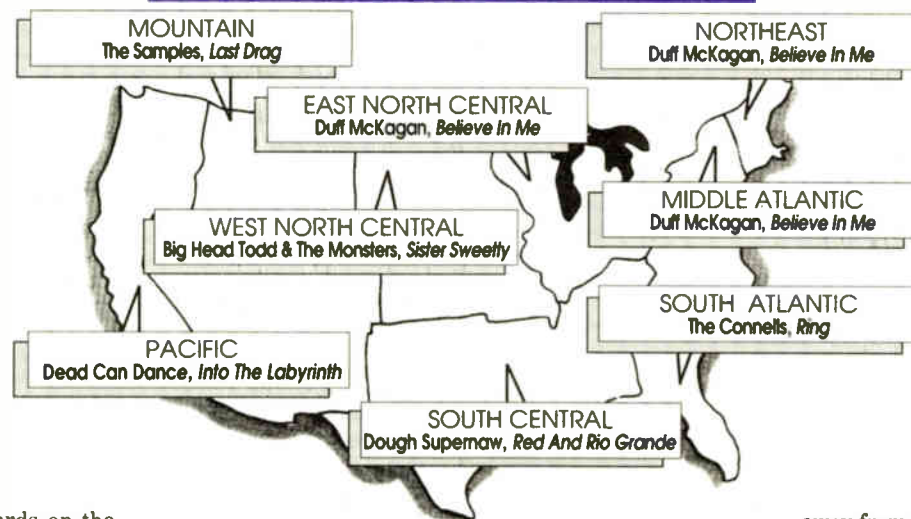 MOUNTAIN
The Samples, Last Drag
NORTHEAST
Duff McKagan, Believe In Me
EAST NORTH CENTRAL
Duff McKagan, Believe In Me
MIDDLE ATLANTIC
Duff McKagan, Believe In Me
WEST NORTH CENTRAL
Big Head Todd & The Monsters, Sister Sweetly
SOUTH ATLANTIC
The Connells, Ring
PACIFIC
Dead Can Dance, Into The Labyrinth
SOUTH CENTRAL
Dough Supernaw, Red And Rio Grande
on the